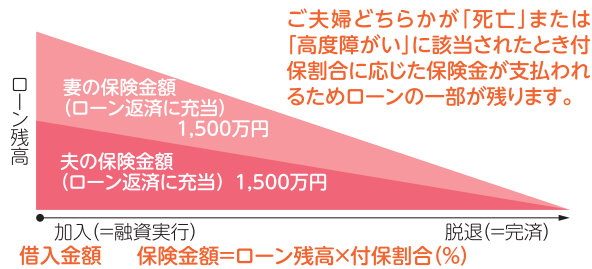 ご夫婦どちらかが「死亡」または
「高度障がい」に該当されたとき付
保割合に応じた保険金が支払われ
るためローンの一部が残ります。
ローン残高
妻の保険金額
(ローン返済に充当)
1,500万円
夫の保険金額
(ローン返済に充当) 1,500万円
加入(=融資実行) 脱退(=完済)
借入金額 保険金額=ローン残高×付保割合(%)